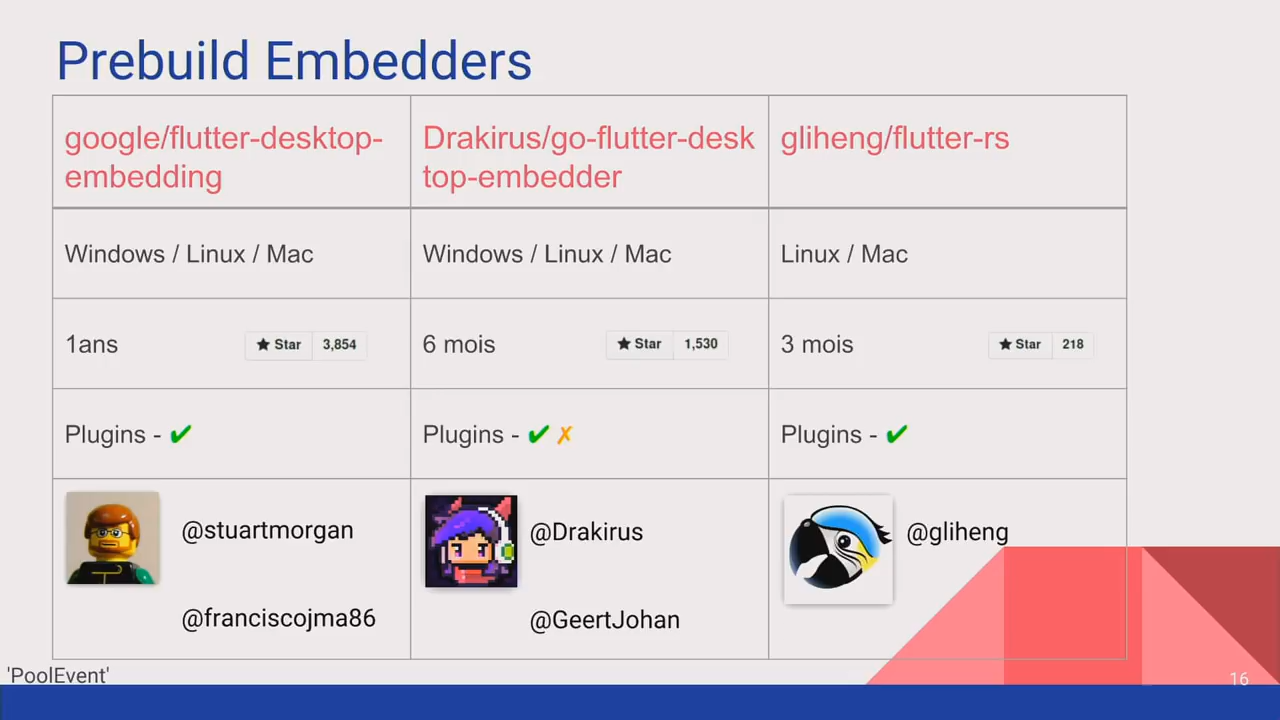 Prebuild Embedders
google/flutter-desktop-
embedding
Drakirus/go-flutter-desk
top-embedder
gliheng/flutter-rs
Windows / Linux / Mac
Windows / Linux / Mac
Linux / Mac
1ans
★ Star 3,854
6 mois
★ Star 1,530
3 mois
★ Star 218
Plugins - ✔
Plugins - ✔ ✗
Plugins - ✔
@stuartmorgan
@franciscojma86
@Drakirus
@GeertJohan
@gliheng
'PoolEvent'
16